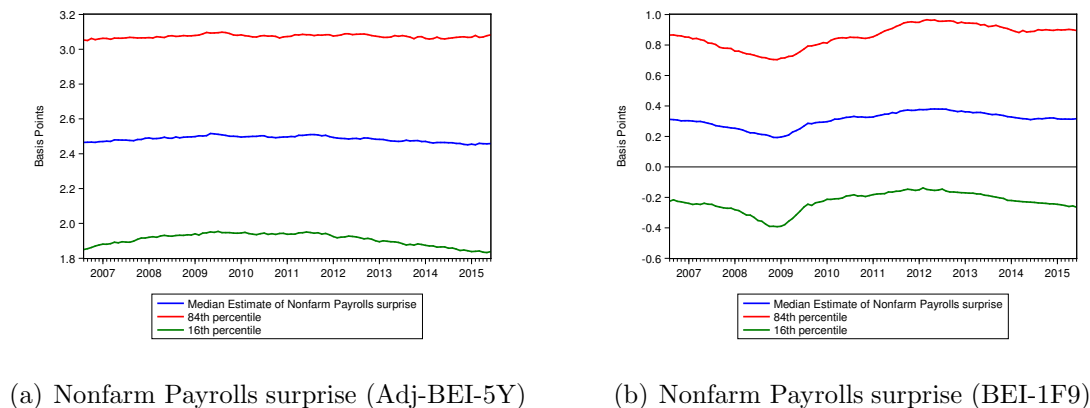 3.2
3.0
2.8
2.6
2.4
2.2
2.0
1.8
Basis Points
2007 2008 2009 2010 2011 2012 2013 2014 2015
Median Estimate of Nonfarm Payrolls surprise
84th percentile
16th percentile
(a) Nonfarm Payrolls surprise (Adj-BEI-5Y)
1.0
0.8
0.6
0.4
0.2
0.0
-0.2
-0.4
-0.6
Basis Points
2007 2008 2009 2010 2011 2012 2013 2014 2015
Median Estimate of Nonfarm Payrolls surprise
84th percentile
16th percentile
(b) Nonfarm Payrolls surprise (BEI-1F9)